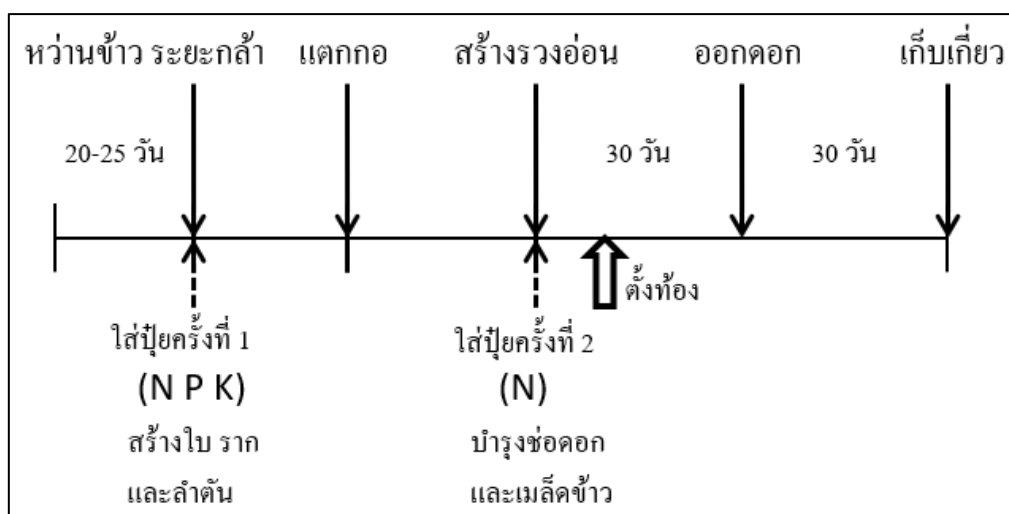 หว่านข้าว ระยะกล้า แตกกอ สร้างรวงอ่อน ออกดอก เก็บเกี่ยว
20-25 วัน 30 วัน 30 วัน
ตั้งท้อง
ใส่ปุ๋ยครั้งที่ 1 ใส่ปุ๋ยครั้งที่ 2
(N P K) (N)
สร้างใบ ราก บำรุงช่อดอก
และลำต้น และเมล็ดข้าว